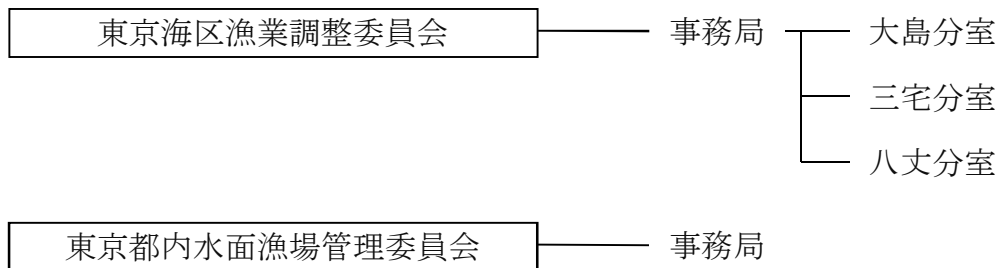 東京海区漁業調整委員会 事務局 大島分室
三宅分室
八丈分室
東京都内水面漁場管理委員会 事務局